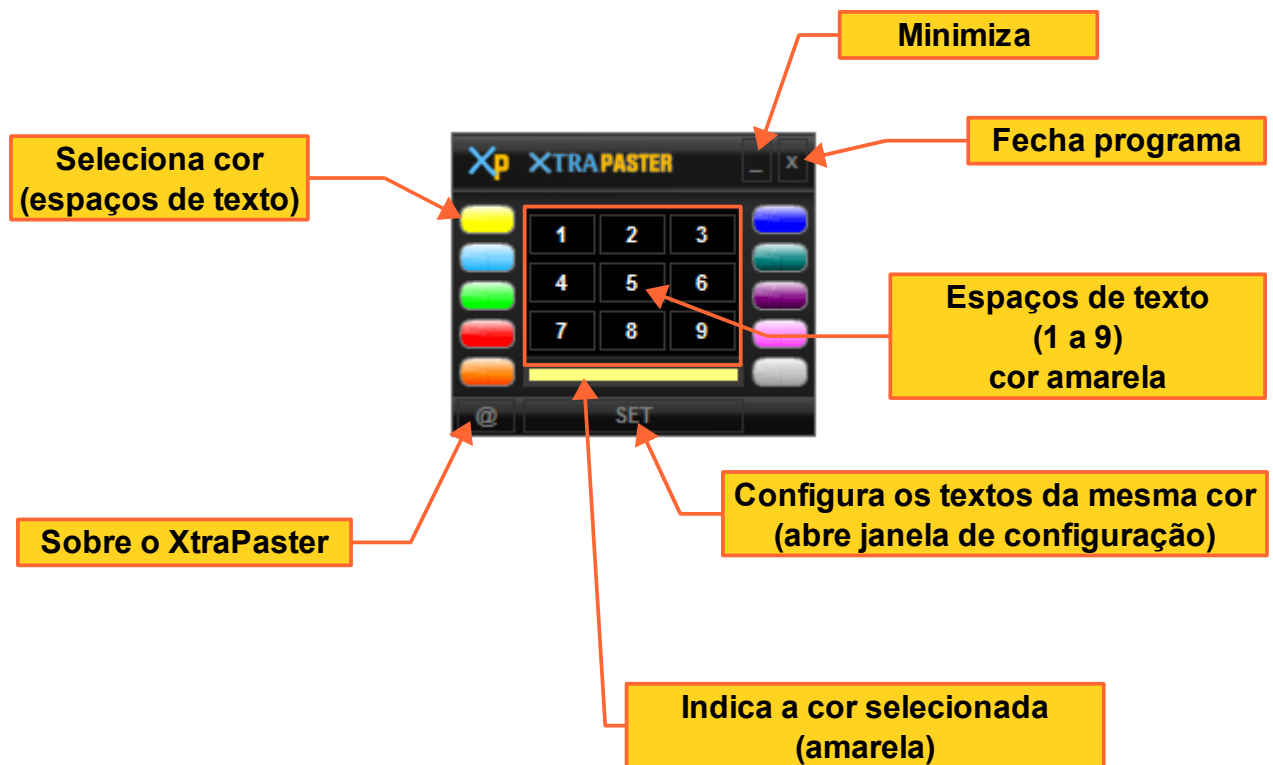 Minimiza
Fecha programa
Seleciona cor
(espaços de texto)
Xp XTRAPASTER _ x
1 2 3
4 5 6
7 8 9
Espaços de texto
(1 a 9)
cor amarela
@ SET
Configura os textos da mesma cor
(abre janela de configuração)
Sobre o XtraPaster
Indica a cor selecionada
(amarela)